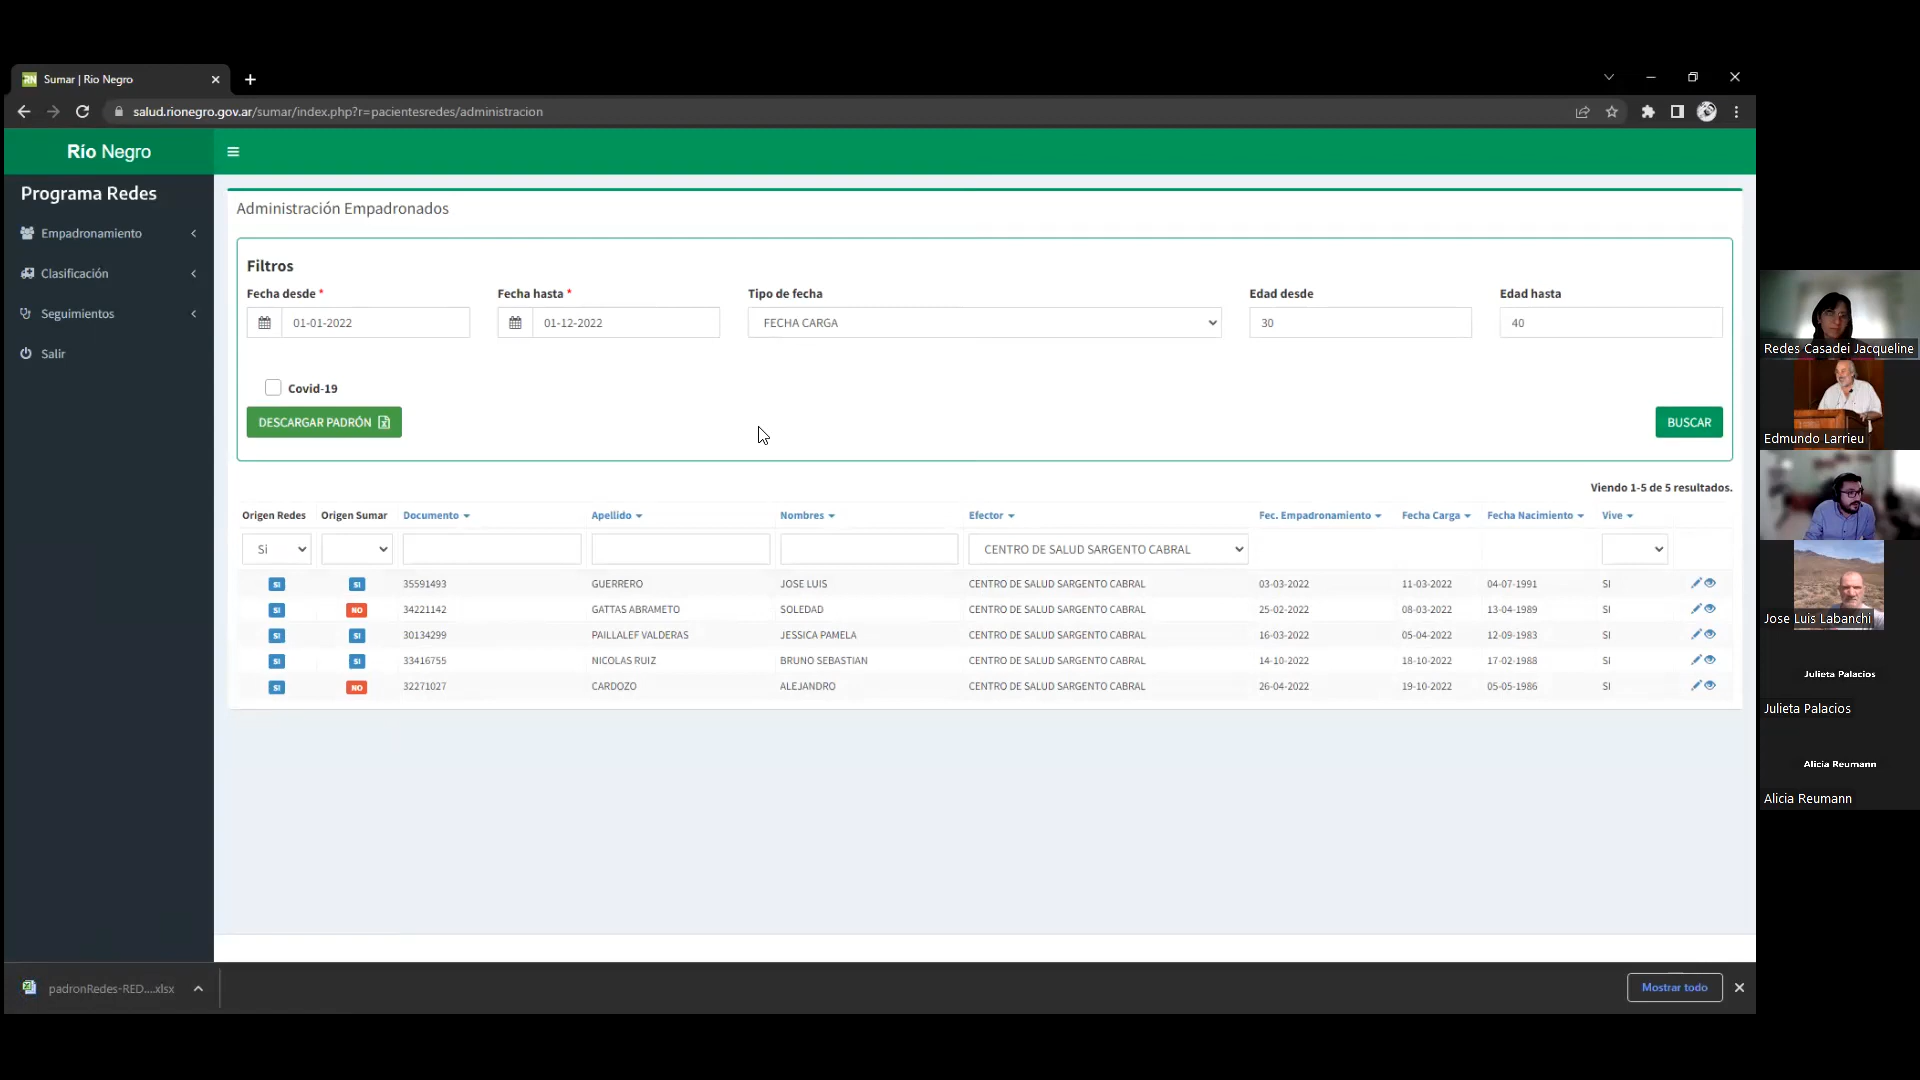 Sumar | Rio Negro
salud.rionegro.gov.ar/sumar/index.php?r=pacientesredes/administracion
Río Negro
Programa Redes
Empadronamiento
Clasificación
Seguimientos
Salir
Administración Empadronados
Filtros
Fecha desde * Fecha hasta * Tipo de fecha Edad desde Edad hasta
01-01-2022 01-12-2022 FECHA CARGA 30 40
Covid-19
DESCARGAR PADRÓN BUSCAR
Viendo 1-5 de 5 resultados.
Origen Redes Origen Sumar Documento Apellido Nombres Efector Fec. Empadronamiento Fecha Carga Fecha Nacimiento Vive
Si CENTRO DE SALUD SARGENTO CABRAL
SI SI 35591493 GUERRERO JOSE LUIS CENTRO DE SALUD SARGENTO CABRAL 03-03-2022 11-03-2022 04-07-1991 SI
SI NO 34221142 GATTAS ABRAMETO SOLEDAD CENTRO DE SALUD SARGENTO CABRAL 25-02-2022 08-03-2022 13-04-1989 SI
SI SI 30134299 PAILLALEF VALDERAS JESSICA PAMELA CENTRO DE SALUD SARGENTO CABRAL 16-03-2022 05-04-2022 12-09-1983 SI
SI SI 33416755 NICOLAS RUIZ BRUNO SEBASTIAN CENTRO DE SALUD SARGENTO CABRAL 14-10-2022 18-10-2022 17-02-1988 SI
SI NO 32271027 CARDOZO ALEJANDRO CENTRO DE SALUD SARGENTO CABRAL 26-04-2022 19-10-2022 05-05-1986 SI
padronRedes-RED....xlsx
Mostrar todo
Redes Casadei Jacqueline
Edmundo Larrieu
Jose Luis Labanchi
Julieta Palacios
Julieta Palacios
Alicia Reumann
Alicia Reumann